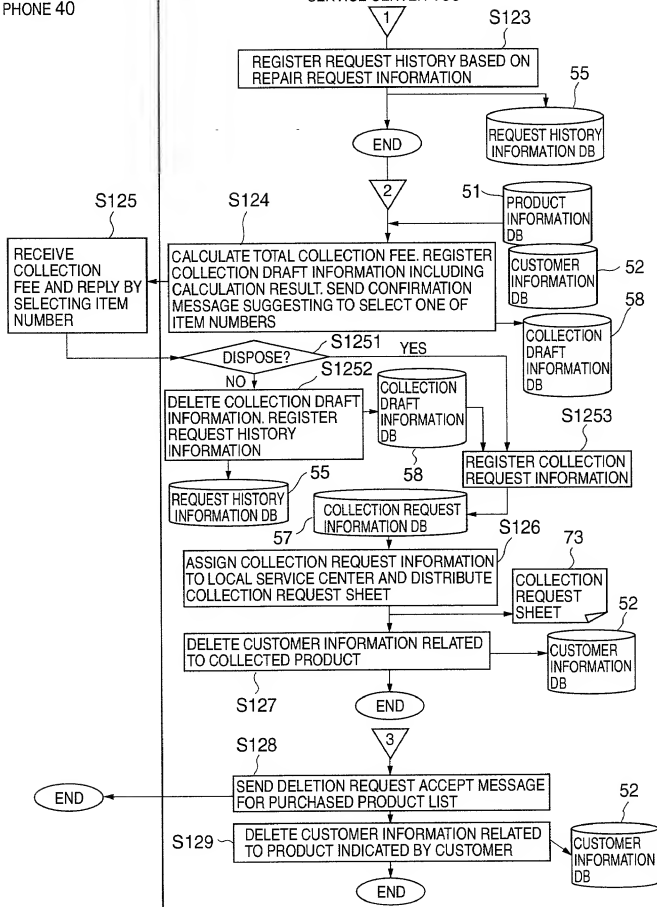 PHONE 40
1
S123
REGISTER REQUEST HISTORY BASED ON
REPAIR REQUEST INFORMATION
55
REQUEST HISTORY
INFORMATION DB
END
2
51
PRODUCT
INFORMATION
DB
S125
S124
RECEIVE
COLLECTION
FEE AND REPLY BY
SELECTING ITEM
NUMBER
CALCULATE TOTAL COLLECTION FEE. REGISTER
COLLECTION DRAFT INFORMATION INCLUDING
CALCULATION RESULT. SEND CONFIRMATION
MESSAGE SUGGESTING TO SELECT ONE OF
ITEM NUMBERS
CUSTOMER
INFORMATION
DB
52
58
COLLECTION
DRAFT
INFORMATION
DB
S1251
DISPOSE?
YES
NO
S1252
DELETE COLLECTION DRAFT
INFORMATION. REGISTER
REQUEST HISTORY
INFORMATION
COLLECTION
DRAFT
INFORMATION
DB
58
S1253
REGISTER COLLECTION
REQUEST INFORMATION
55
REQUEST HISTORY
INFORMATION DB
COLLECTION REQUEST
INFORMATION DB
57
S126
73
ASSIGN COLLECTION REQUEST INFORMATION
TO LOCAL SERVICE CENTER AND DISTRIBUTE
COLLECTION REQUEST SHEET
COLLECTION
REQUEST
SHEET
52
DELETE CUSTOMER INFORMATION RELATED
TO COLLECTED PRODUCT
CUSTOMER
INFORMATION
DB
S127
END
3
S128
SEND DELETION REQUEST ACCEPT MESSAGE
FOR PURCHASED PRODUCT LIST
END
52
S129
DELETE CUSTOMER INFORMATION RELATED
TO PRODUCT INDICATED BY CUSTOMER
CUSTOMER
INFORMATION
DB
END